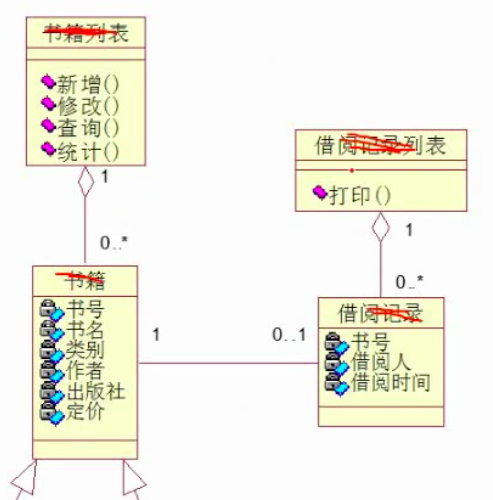 书籍列表
新增()
修改()
查询()
统计()
1
0..*
借阅记录列表
打印()
1
0..*
书籍
书号
书名
类别
作者
出版社
定价
1
0..1
借阅记录
书号
借阅人
借阅时间